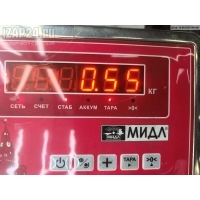 IZAP24.ru
0.55
КГ
СЕТЬ СЧЕТ СТАБ АККУМ ТАРА >0<
МИДЛ
ТАРА >0<